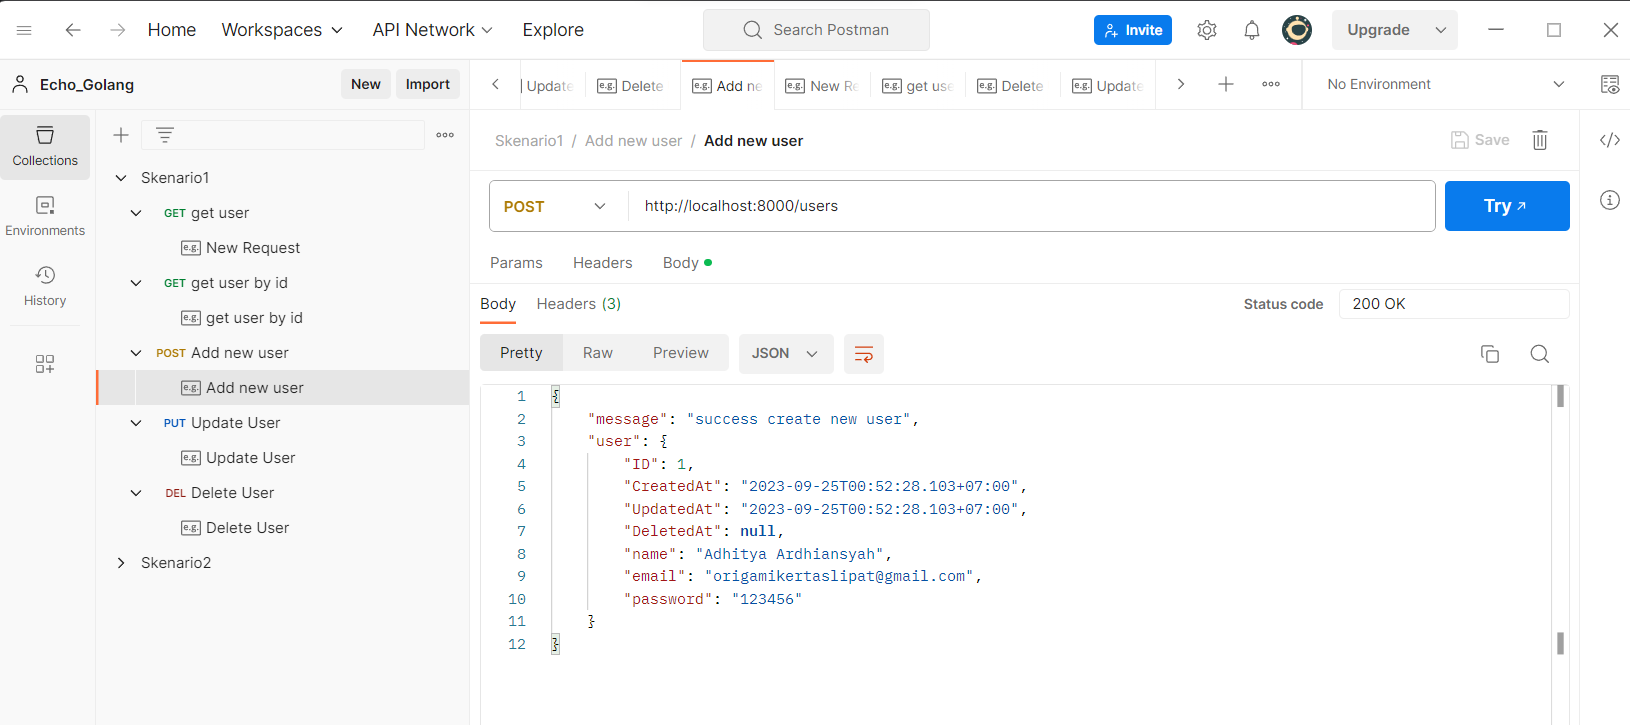 Home Workspaces API Network Explore Search Postman Invite Upgrade
Echo_Golang New Import
Update e.g. Delete e.g. Add ne e.g. New Re e.g. get use e.g. Delete e.g. Update No Environment
Collections
Environments
History
Skenario1
GET get user
e.g. New Request
GET get user by id
e.g. get user by id
POST Add new user
e.g. Add new user
PUT Update User
e.g. Update User
DEL Delete User
e.g. Delete User
Skenario2
Skenario1 / Add new user / Add new user Save
POST http://localhost:8000/users Try
Params Headers Body
Body Headers (3) Status code 200 OK
Pretty Raw Preview JSON
1 {
2 "message": "success create new user",
3 "user": {
4 "ID": 1,
5 "CreatedAt": "2023-09-25T00:52:28.103+07:00",
6 "UpdatedAt": "2023-09-25T00:52:28.103+07:00",
7 "DeletedAt": null,
8 "name": "Adhitya Ardhiansyah",
9 "email": "origamikertaslipat@gmail.com",
10 "password": "123456"
11 }
12 }